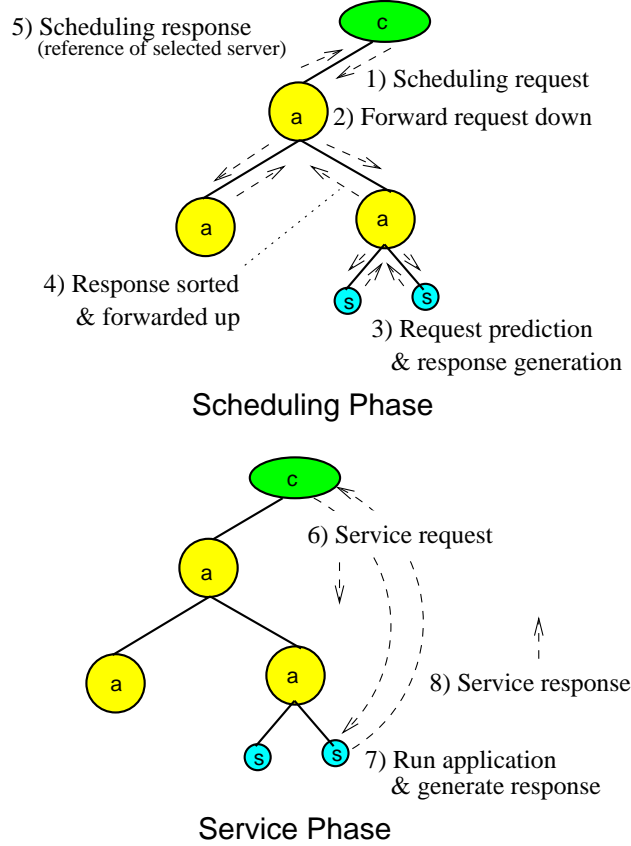 5) Scheduling response
(reference of selected server)
c
1) Scheduling request
a
2) Forward request down
a
a
4) Response sorted
& forwarded up
s
s
3) Request prediction
& response generation
Scheduling Phase
c
6) Service request
a
a
a
8) Service response
s
s
7) Run application
& generate response
Service Phase